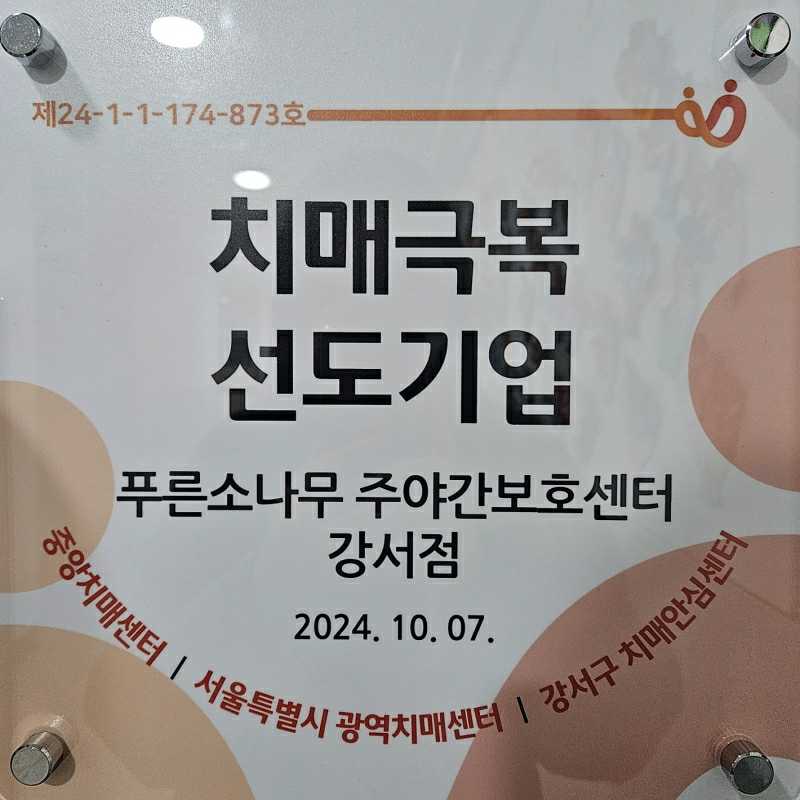 제24-1-1-174-873호
치매극복
선도기업
푸른소나무 주야간보호센터
강서점
2024. 10. 07.
중앙치매센터 | 서울특별시 광역치매센터 | 강서구 치매안심센터